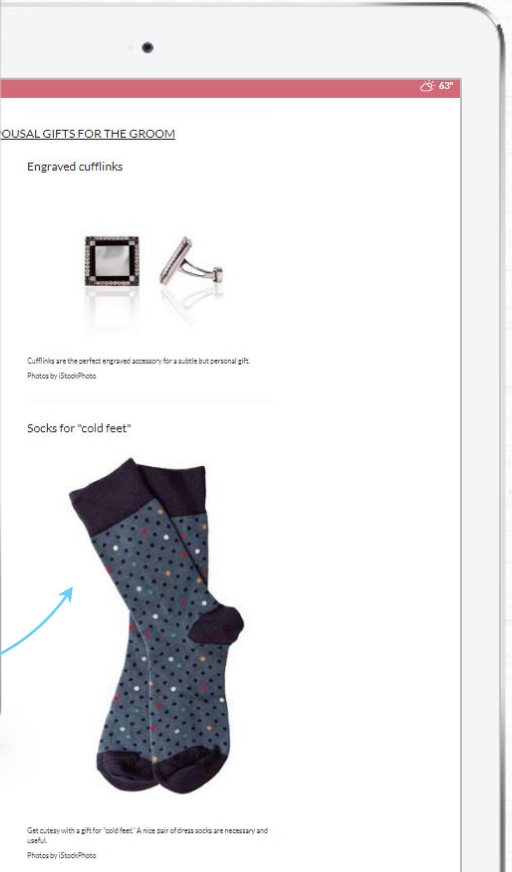 63°
OUSAL GIFTS FOR THE GROOM
Engraved cufflinks
Cufflinks are the perfect engraved accessory for a subtle but personal gift.
Photos by iStockPhoto
Socks for "cold feet"
Get cutesy with a gift for "cold feet." A nice pair of dress socks are necessary and
useful.
Photos by iStockPhoto